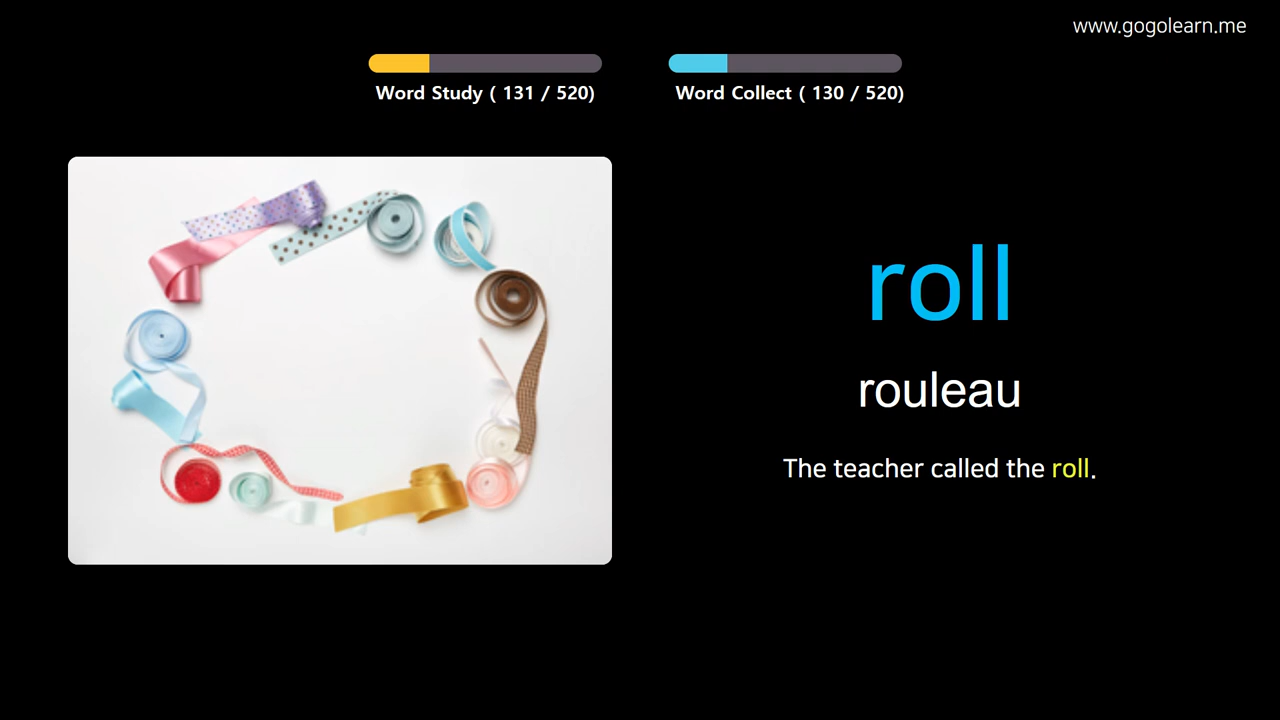 www.gogolearn.me
Word Study ( 131 / 520)
Word Collect ( 130 / 520)
roll
rouleau
The teacher called the roll.